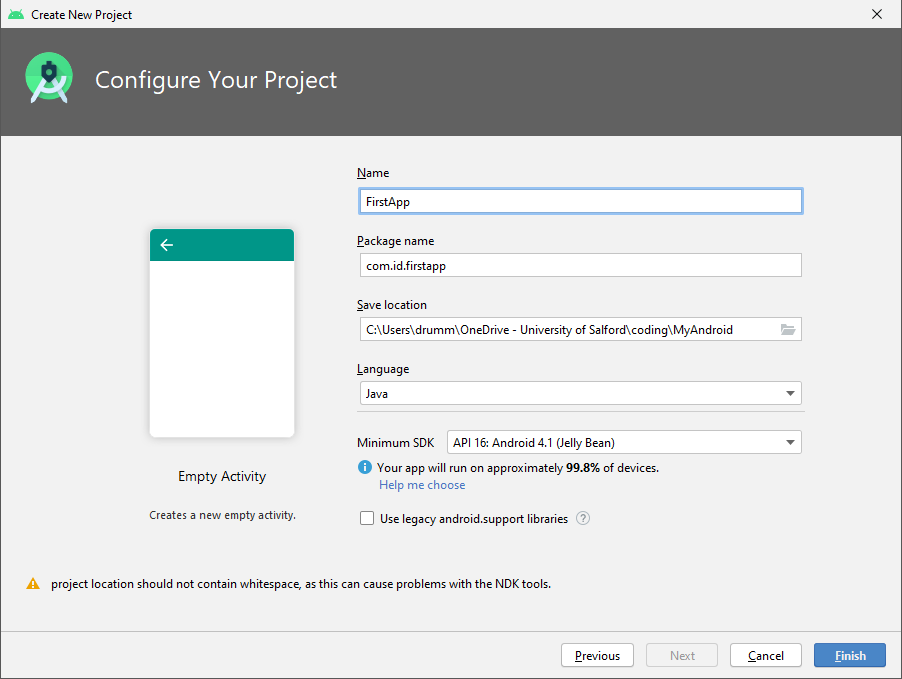 Create New Project
Configure Your Project
Name
FirstApp
Package name
com.id.firstapp
Save location
C:\Users\drumm\OneDrive - University of Salford\coding\MyAndroid
Language
Java
Minimum SDK API 16: Android 4.1 (Jelly Bean)
Your app will run on approximately 99.8% of devices.
Help me choose
Use legacy android.support libraries ?
Empty Activity
Creates a new empty activity.
project location should not contain whitespace, as this can cause problems with the NDK tools.
Previous Next Cancel Finish